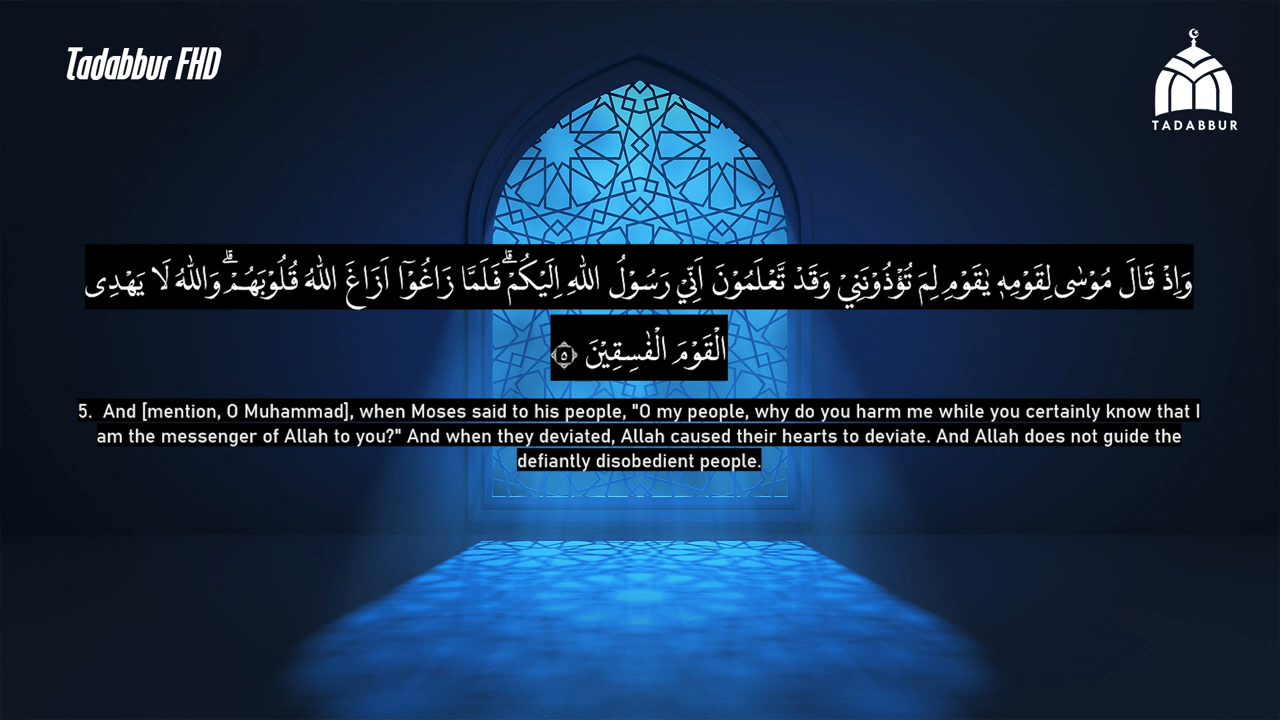 Tadabbur FHD
TADABBUR
وَاِذْ قَالَ مُوْسٰى لِقَوْمِهٖ يٰقَوْمِ لِمَ تُؤْذُوْنَنِيْ وَقَدْ تَّعْلَمُوْنَ اَنِّيْ رَسُوْلُ اللّٰهِ اِلَيْكُمْ ۗفَلَمَّا زَاغُوْٓا اَزَاغَ اللّٰهُ قُلُوْبَهُمْ ۗوَاللّٰهُ لَا يَهْدِى
الْقَوْمَ الْفٰسِقِيْنَ ٥
5. And [mention, O Muhammad], when Moses said to his people, "O my people, why do you harm me while you certainly know that I
am the messenger of Allah to you?" And when they deviated, Allah caused their hearts to deviate. And Allah does not guide the
defiantly disobedient people.